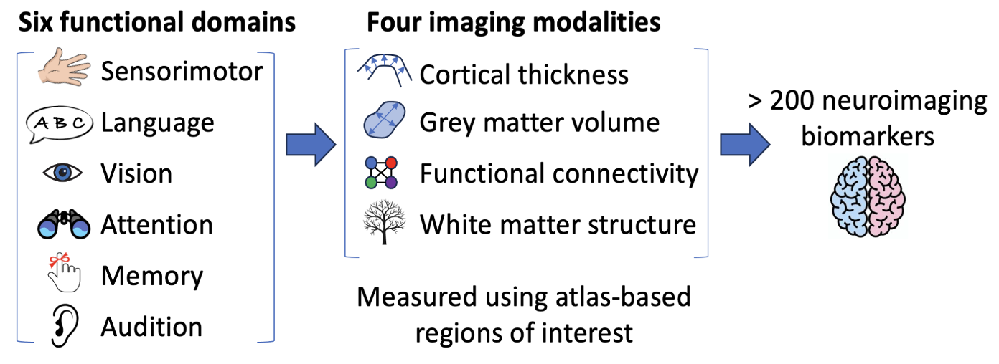 Six functional domains
Sensorimotor
A B C
Language
Vision
Attention
Memory
Audition
Four imaging modalities
Cortical thickness
Grey matter volume
Functional connectivity
White matter structure
Measured using atlas-based
regions of interest
> 200 neuroimaging
biomarkers